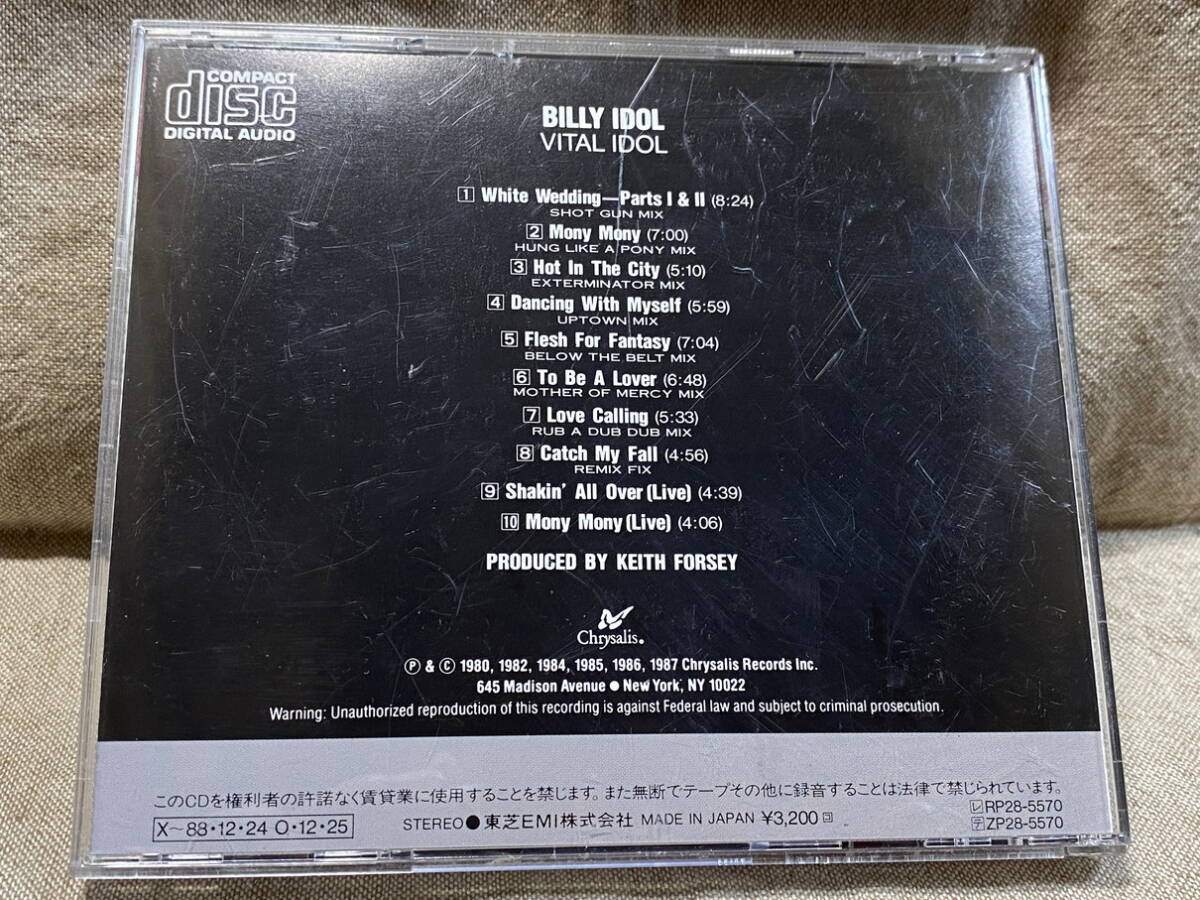 COMPACT
disc
DIGITAL AUDIO
BILLY IDOL
VITAL IDOL
1 White Wedding—Parts I & II (8:24)
SHOT GUN MIX
2 Mony Mony (7:00)
HUNG LIKE A PONY MIX
3 Hot In The City (5:10)
EXTERMINATOR MIX
4 Dancing With Myself (5:59)
UPTOWN MIX
5 Flesh For Fantasy (7:04)
BELOW THE BELT MIX
6 To Be A Lover (6:48)
MOTHER OF MERCY MIX
7 Love Calling (5:33)
RUB A DUB DUB MIX
8 Catch My Fall (4:56)
REMIX FIX
9 Shakin' All Over (Live) (4:39)
10 Mony Mony (Live) (4:06)
PRODUCED BY KEITH FORSEY
Chrysalis.
Ⓟ & © 1980, 1982, 1984, 1985, 1986, 1987 Chrysalis Records Inc.
645 Madison Avenue ● New York, NY 10022
Warning: Unauthorized reproduction of this recording is against Federal law and subject to criminal prosecution.
このCDを権利者の許諾なく賃貸業に使用することを禁じます。また無断でテープその他に録音することは法律で禁じられています。
X〜88・12・24 O・12・25
STEREO● 東芝EMI株式会社 MADE IN JAPAN ¥3,200 コ
レ RP28-5570
テ ZP28-5570